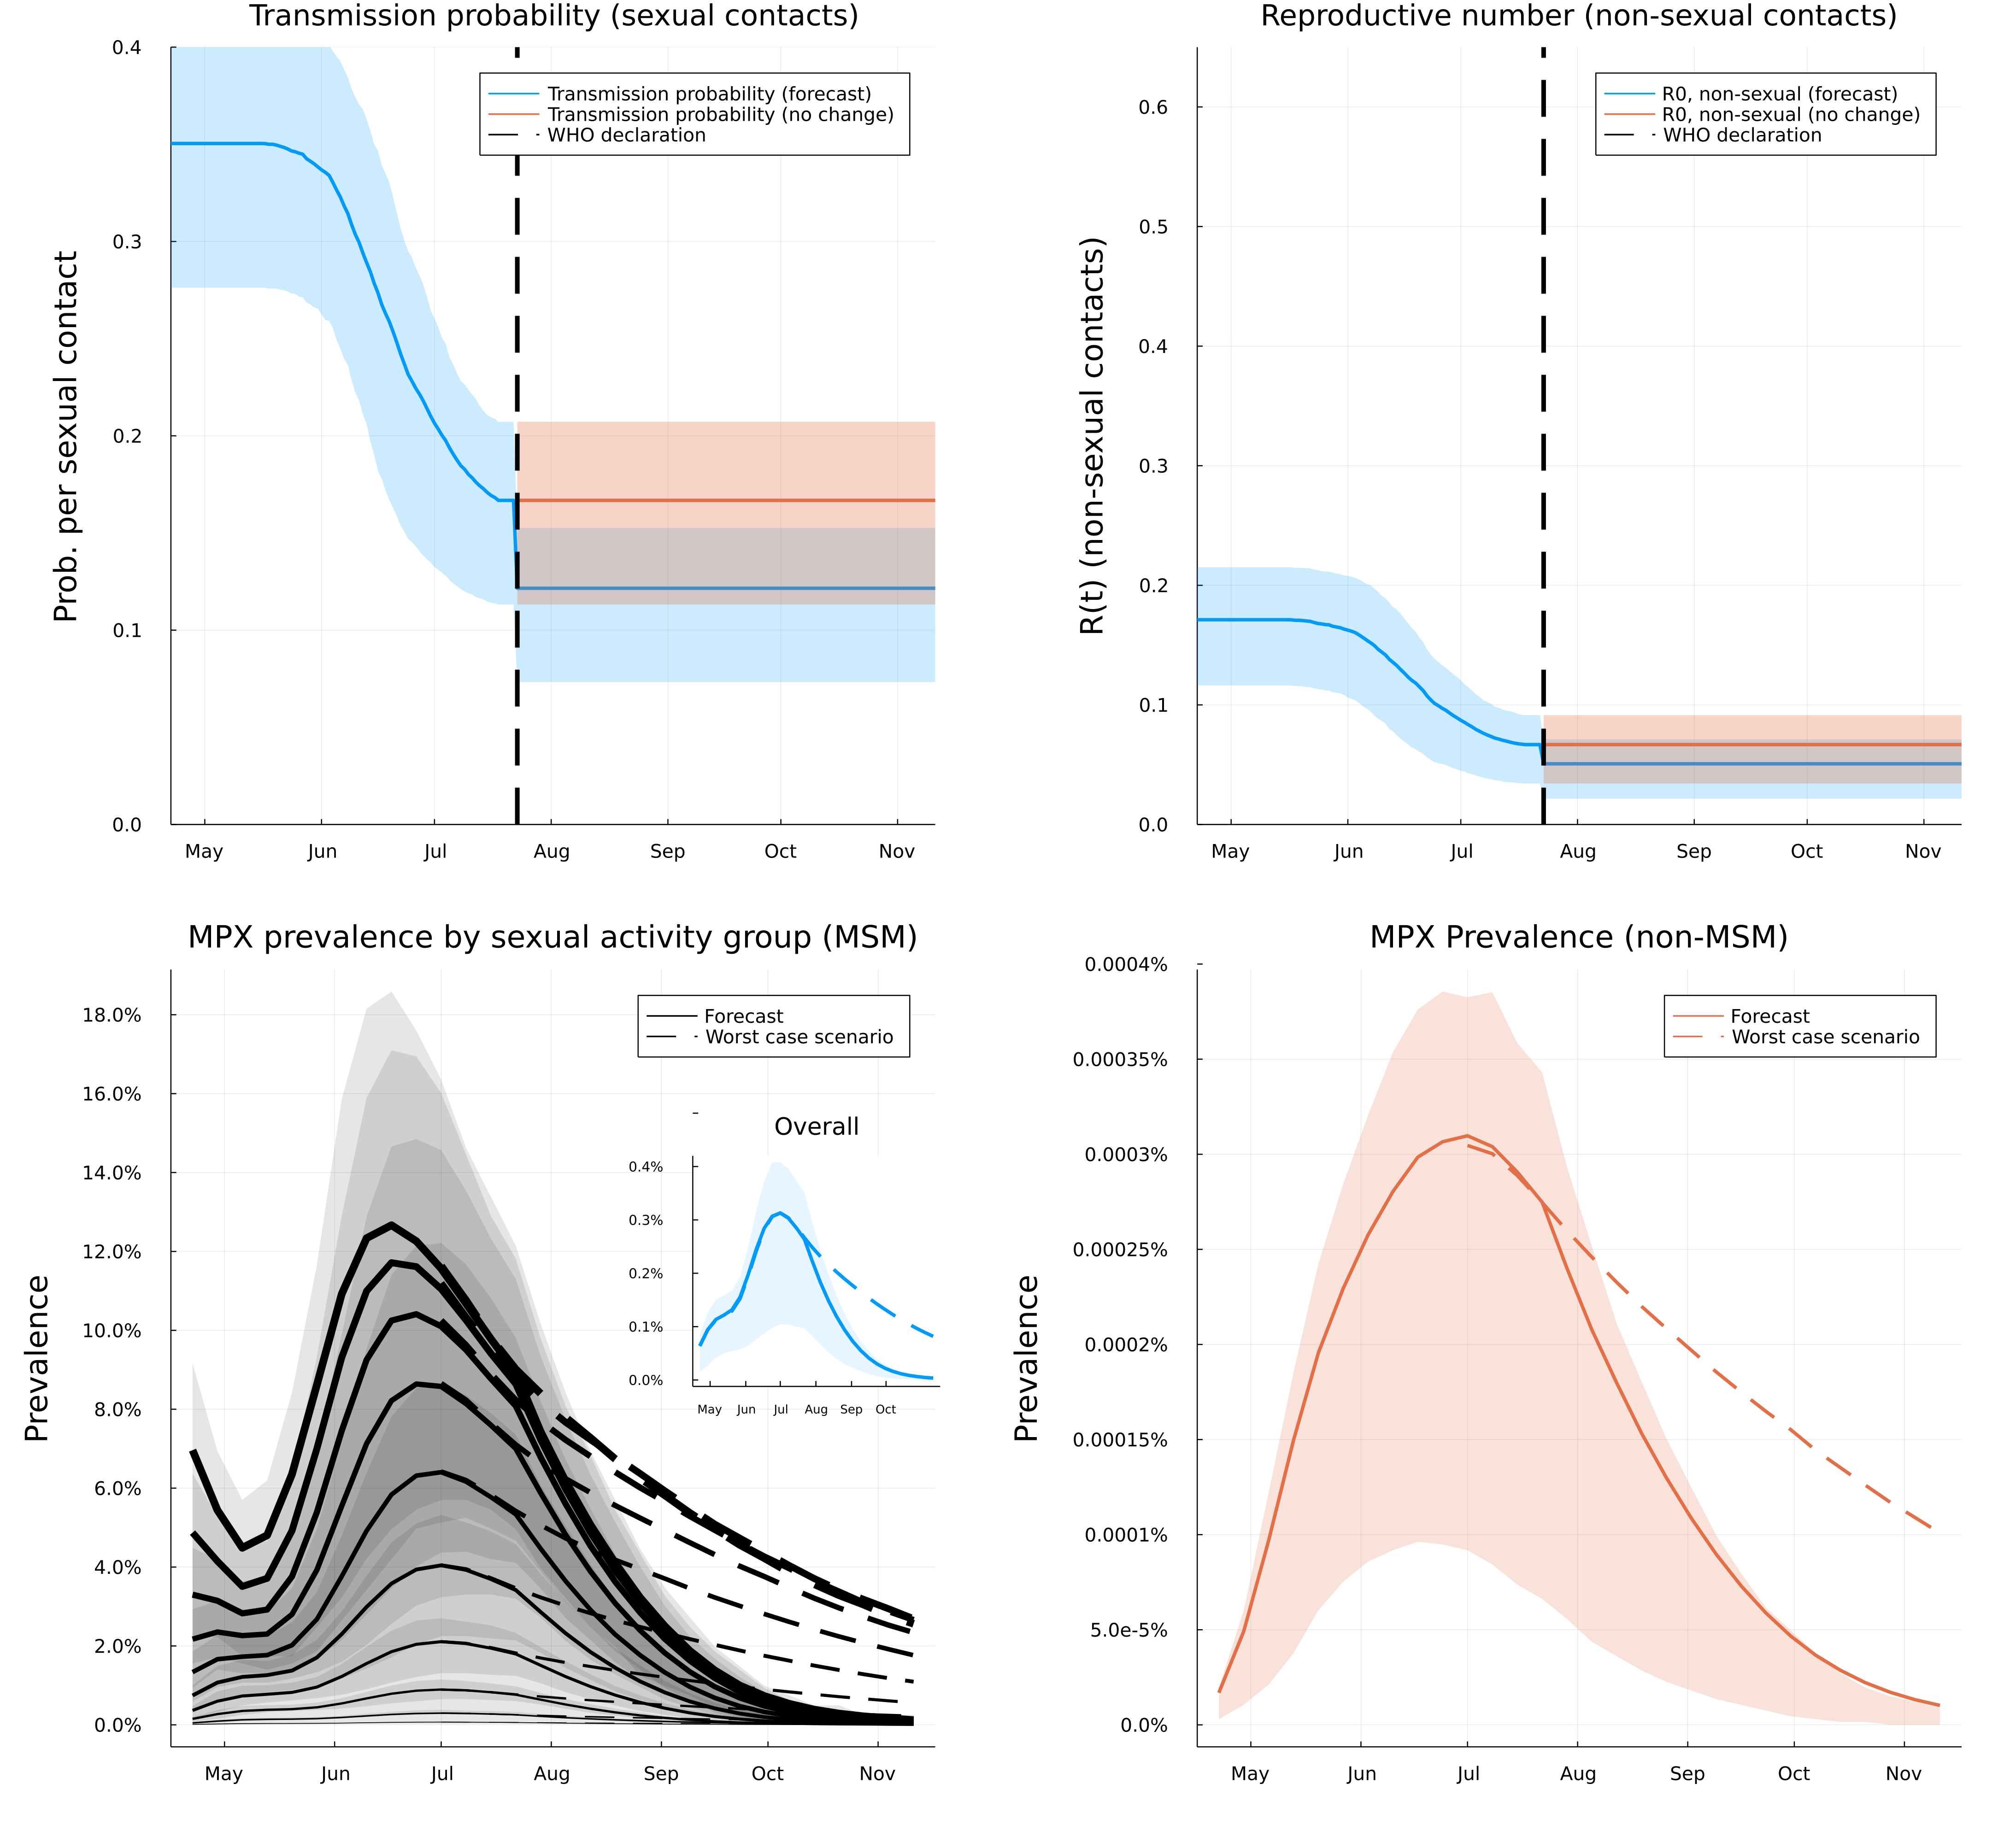 Transmission probability (sexual contacts)
Prob. per sexual contact
0.4
0.3
0.2
0.1
0.0
Transmission probability (forecast)
Transmission probability (no change)
WHO declaration
May Jun Jul Aug Sep Oct Nov
Reproductive number (non-sexual contacts)
R(t) (non-sexual contacts)
0.6
0.5
0.4
0.3
0.2
0.1
0.0
R0, non-sexual (forecast)
R0, non-sexual (no change)
WHO declaration
May Jun Jul Aug Sep Oct Nov
MPX prevalence by sexual activity group (MSM)
Prevalence
18.0%
16.0%
14.0%
12.0%
10.0%
8.0%
6.0%
4.0%
2.0%
0.0%
Forecast
Worst case scenario
Overall
0.4%
0.3%
0.2%
0.1%
0.0%
May Jun Jul Aug Sep Oct
May Jun Jul Aug Sep Oct Nov
MPX Prevalence (non-MSM)
Prevalence
0.0004%
0.00035%
0.0003%
0.00025%
0.0002%
0.00015%
0.0001%
5.0e-5%
0.0%
Forecast
Worst case scenario
May Jun Jul Aug Sep Oct Nov